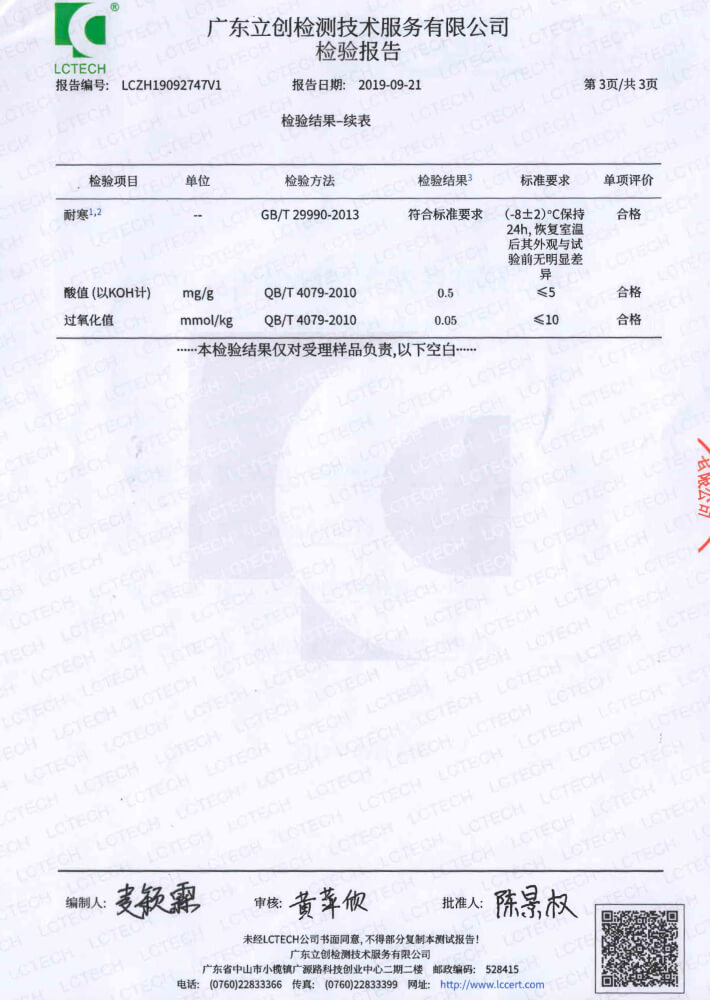 ®
LCTECH
广东立创检测技术服务有限公司
检验报告
报告编号: LCZH19092747V1 报告日期: 2019-09-21 第3页/共3页
检验结果–续表
检验项目 单位 检验方法 检验结果3 标准要求 单项评价
耐寒1,2 -- GB/T 29990-2013 符合标准要求 (-8±2)℃保持 合格
24h, 恢复室温
后其外观与试
验前无明显差
异
酸值 (以KOH计) mg/g QB/T 4079-2010 0.5 ≤5 合格
过氧化值 mmol/kg QB/T 4079-2010 0.05 ≤10 合格
······本检验结果仅对受理样品负责,以下空白······
有限公司
编制人: 审核: 黄萍欣 批准人: 陈景权
未经LCTECH公司书面同意, 不得部分复制本测试报告!
广东立创检测技术服务有限公司
广东省中山市小榄镇广源路科技创业中心二期二楼 邮政编码: 528415
电话: (0760)22833366 传真: (0760)22833399 网址: http://www.lccert.com